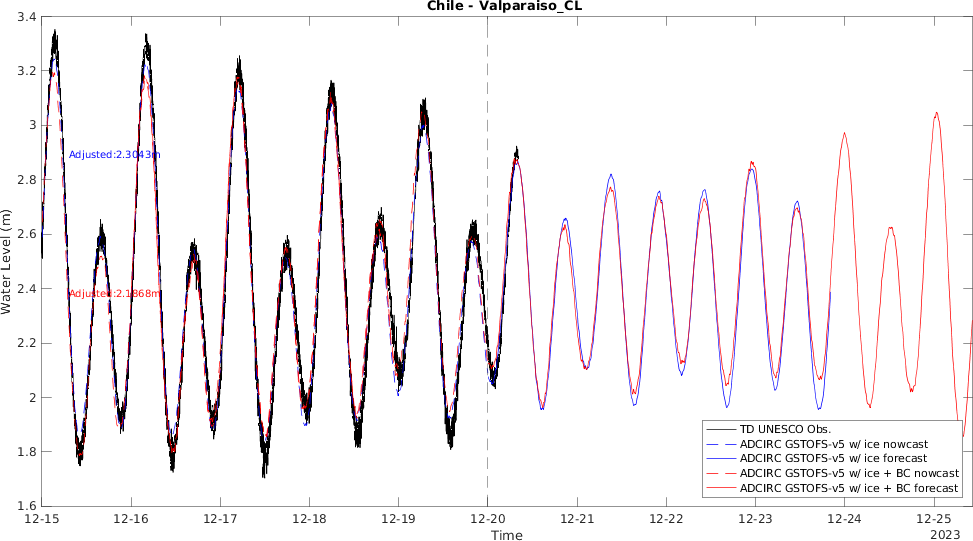 Chile - Valparaiso_CL
3.4
3.2
3
2.8
2.6
2.4
2.2
2
1.8
1.6
Water Level (m)
Adjusted:2.3043m
Adjusted:2.1868m
TD UNESCO Obs.
ADCIRC GSTOFS-v5 w/ ice nowcast
ADCIRC GSTOFS-v5 w/ ice forecast
ADCIRC GSTOFS-v5 w/ ice + BC nowcast
ADCIRC GSTOFS-v5 w/ ice + BC forecast
12-15 12-16 12-17 12-18 12-19 12-20 12-21 12-22 12-23 12-24 12-25
2023
Time